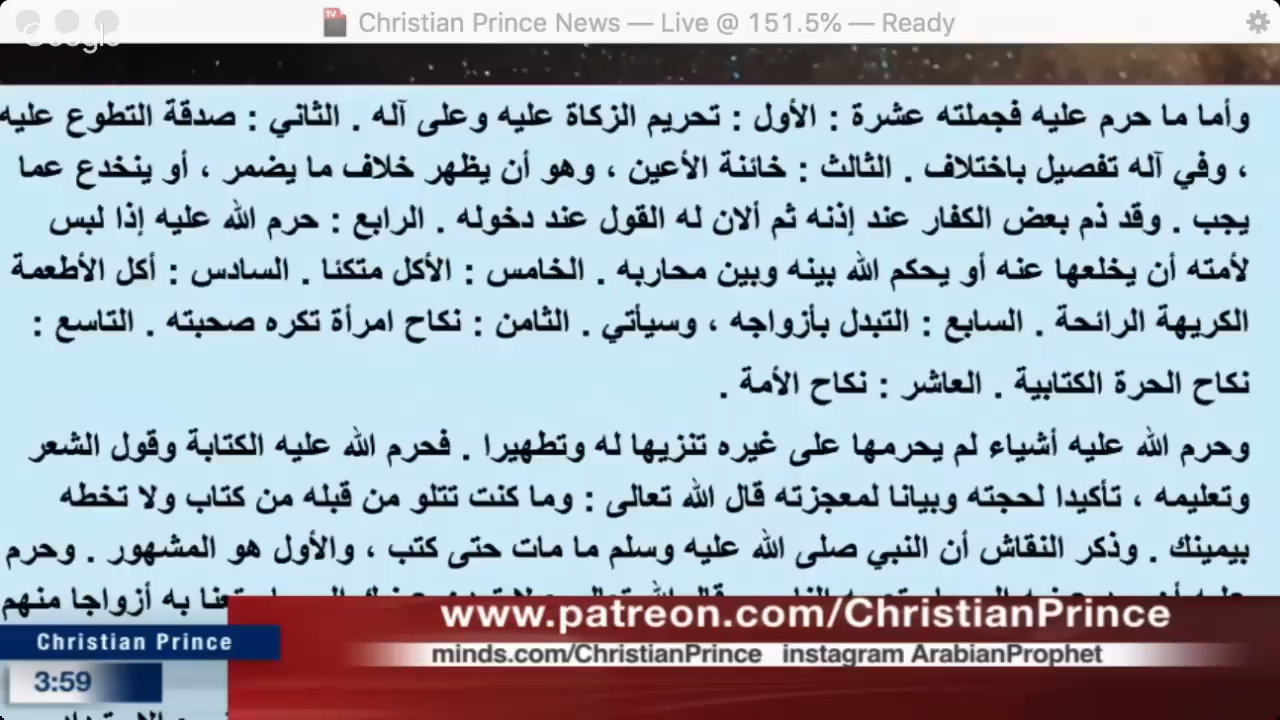 Christian Prince News — Live @ 151.5% — Ready
Google
وأما ما حرم عليه فجملته عشرة : الأول : تحريم الزكاة عليه وعلى آله . الثاني : صدقة التطوع عليه
، وفي آله تفصيل باختلاف . الثالث : خائنة الأعين ، وهو أن يظهر خلاف ما يضمر ، أو ينخدع عما
يجب . وقد ذم بعض الكفار عند إذنه ثم ألان له القول عند دخوله . الرابع : حرم الله عليه إذا لبس
لأمته أن يخلعها عنه أو يحكم الله بينه وبين محاربه . الخامس : الأكل متكئا . السادس : أكل الأطعمة
الكريهة الرائحة . السابع : التبدل بأزواجه ، وسيأتي . الثامن : نكاح امرأة تكره صحبته . التاسع :
نكاح الحرة الكتابية . العاشر : نكاح الأمة .
وحرم الله عليه أشياء لم يحرمها على غيره تنزيها له وتطهيرا . فحرم الله عليه الكتابة وقول الشعر
وتعليمه ، تأكيدا لحجته وبيانا لمعجزته قال الله تعالى : وما كنت تتلو من قبله من كتاب ولا تخطه
بيمينك . وذكر النقاش أن النبي صلى الله عليه وسلم ما مات حتى كتب ، والأول هو المشهور . وحرم
به أزواجا منهم
www.patreon.com/ChristianPrince
Christian Prince
minds.com/ChristianPrince instagram ArabianProphet
3:59